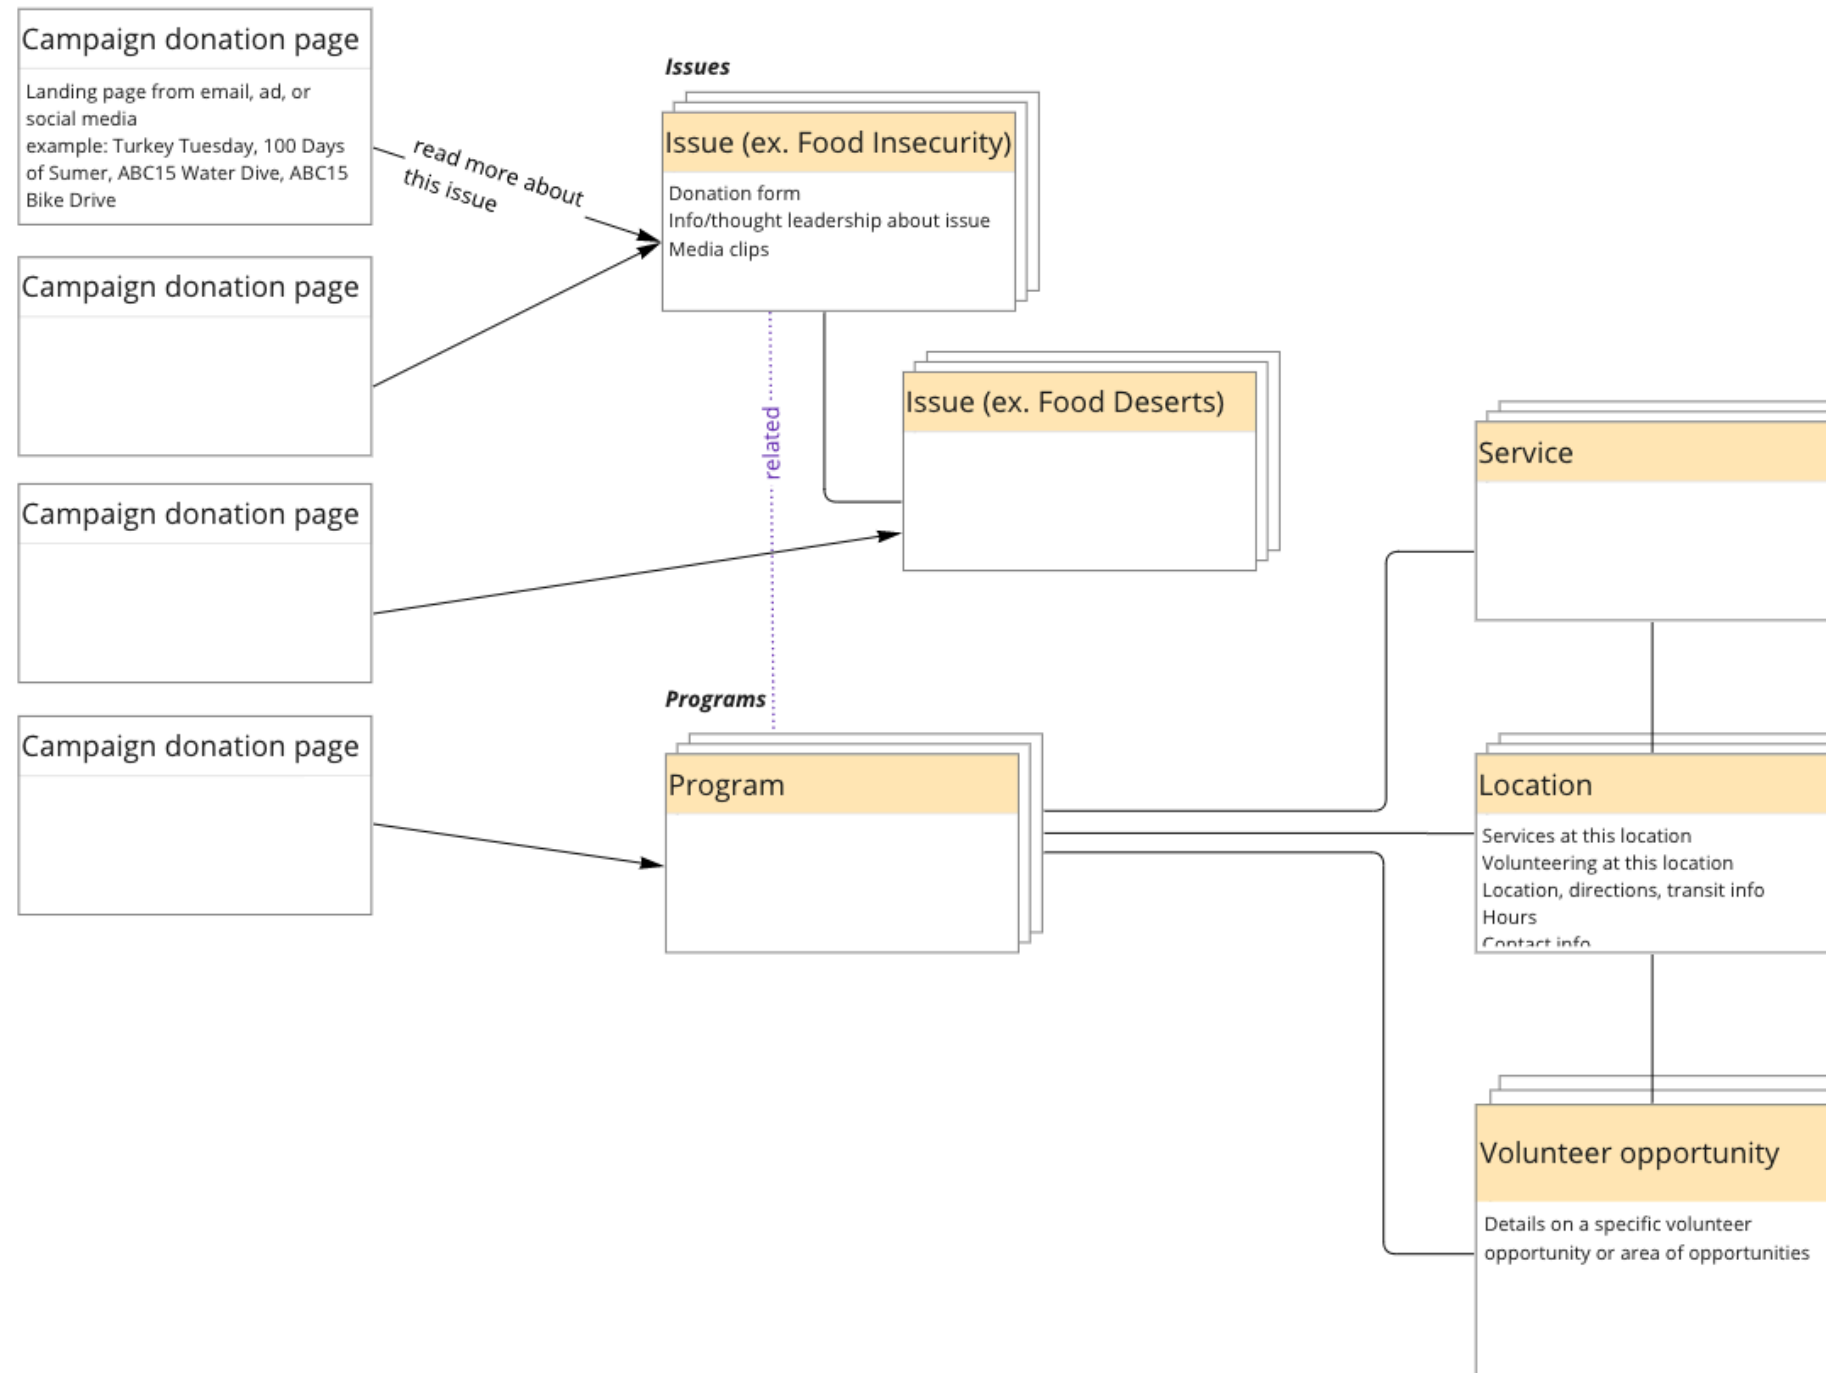 Campaign donation page
Landing page from email, ad, or
social media
example: Turkey Tuesday, 100 Days
of Sumer, ABC15 Water Dive, ABC15
Bike Drive
read more about
this issue
Campaign donation page
Campaign donation page
Campaign donation page
Issues
Issue (ex. Food Insecurity)
Donation form
Info/thought leadership about issue
Media clips
related
Issue (ex. Food Deserts)
Programs
Program
Service
Location
Services at this location
Volunteering at this location
Location, directions, transit info
Hours
Contact info
Volunteer opportunity
Details on a specific volunteer
opportunity or area of opportunities